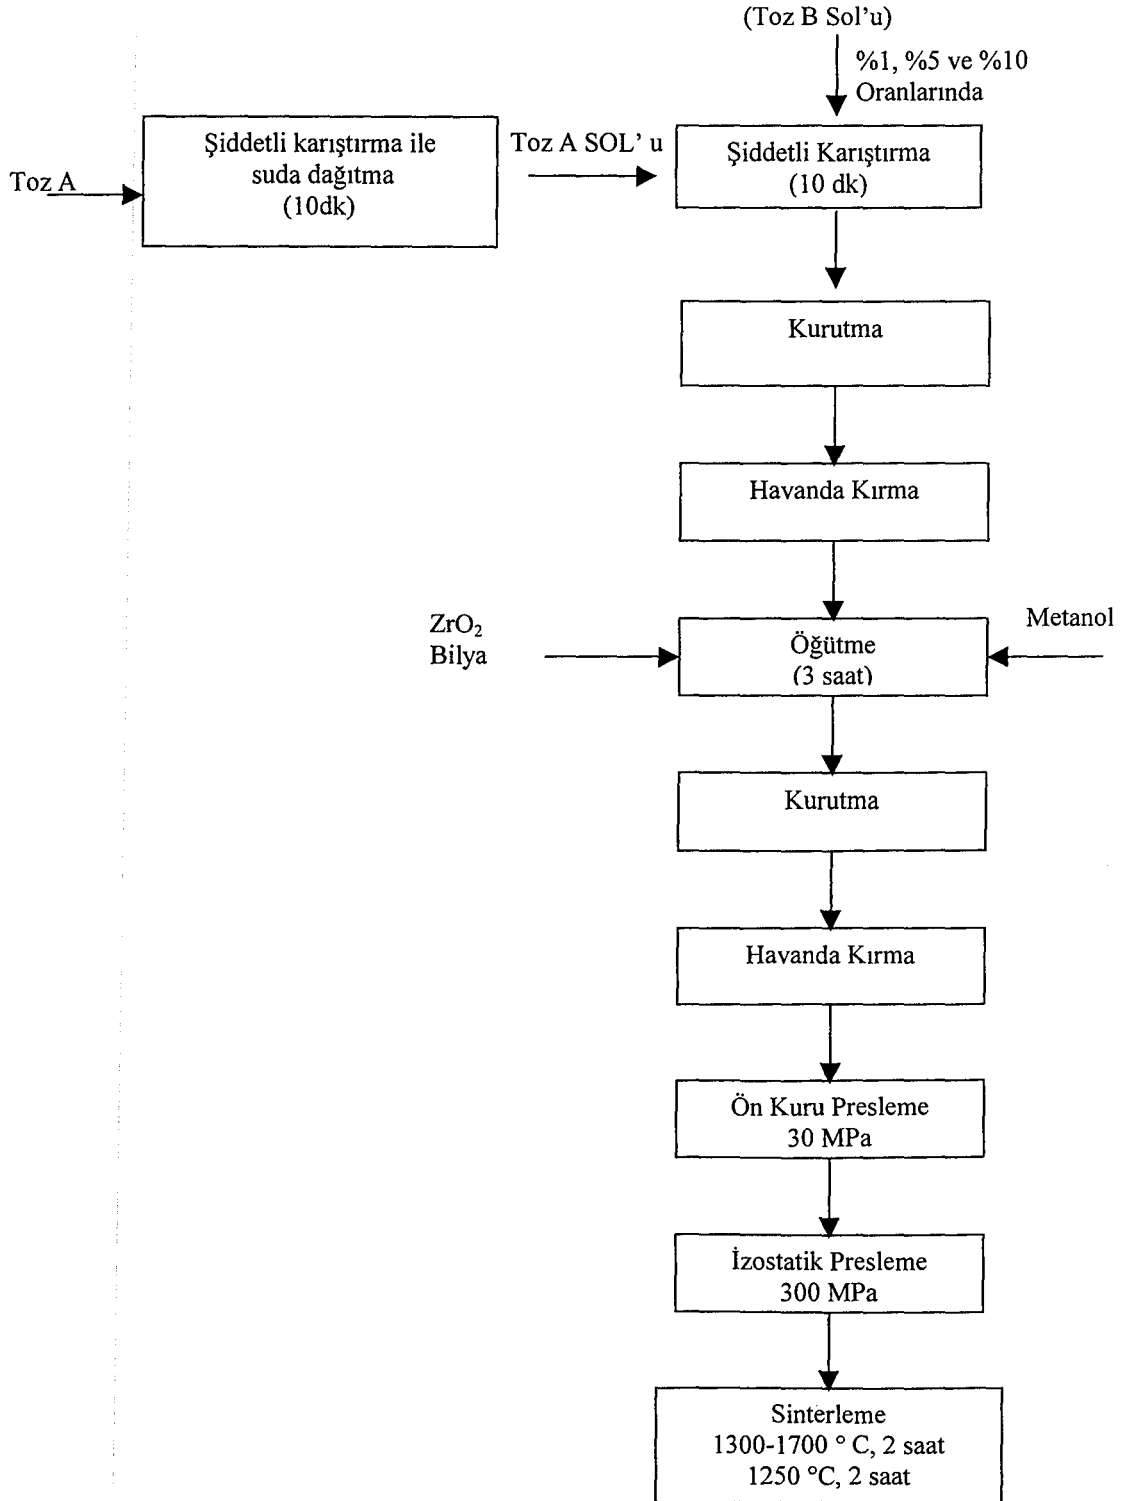 (Toz B Sol'u)
%1, %5 ve %10
Oranlarında
Toz A
Şiddetli karıştırma ile
suda dağıtma
(10dk)
Toz A SOL' u
Şiddetli Karıştırma
(10 dk)
Kurutma
Havanda Kırma
ZrO₂
Bilya
Öğütme
(3 saat)
Metanol
Kurutma
Havanda Kırma
Ön Kuru Presleme
30 MPa
İzostatik Presleme
300 MPa
Sinterleme
1300-1700 ° C, 2 saat
1250 °C, 2 saat